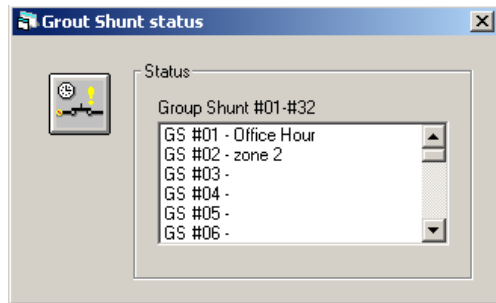 Grout Shunt status
Status
Group Shunt #01-#32
GS #01 - Office Hour
GS #02 - zone 2
GS #03 -
GS #04 -
GS #05 -
GS #06 -